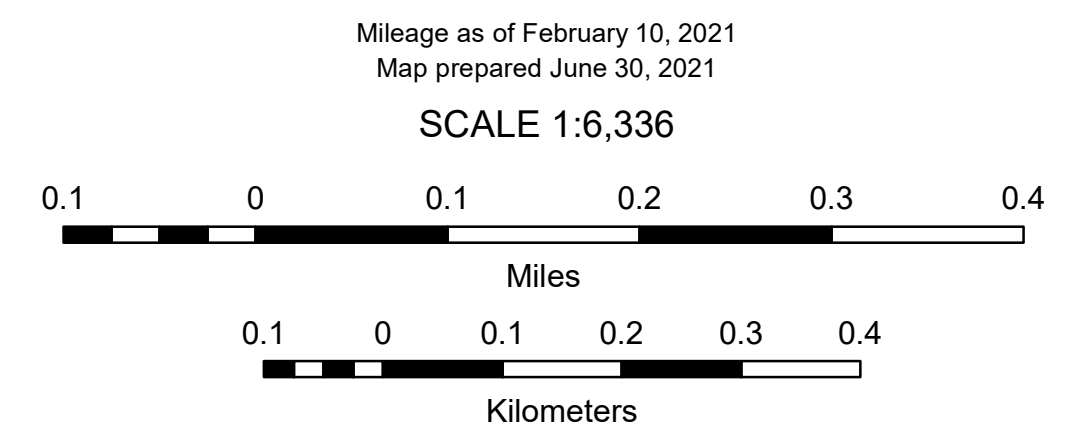 Mileage as of February 10, 2021
Map prepared June 30, 2021
SCALE 1:6,336
0.1 0 0.1 0.2 0.3 0.4
Miles
0.1 0 0.1 0.2 0.3 0.4
Kilometers